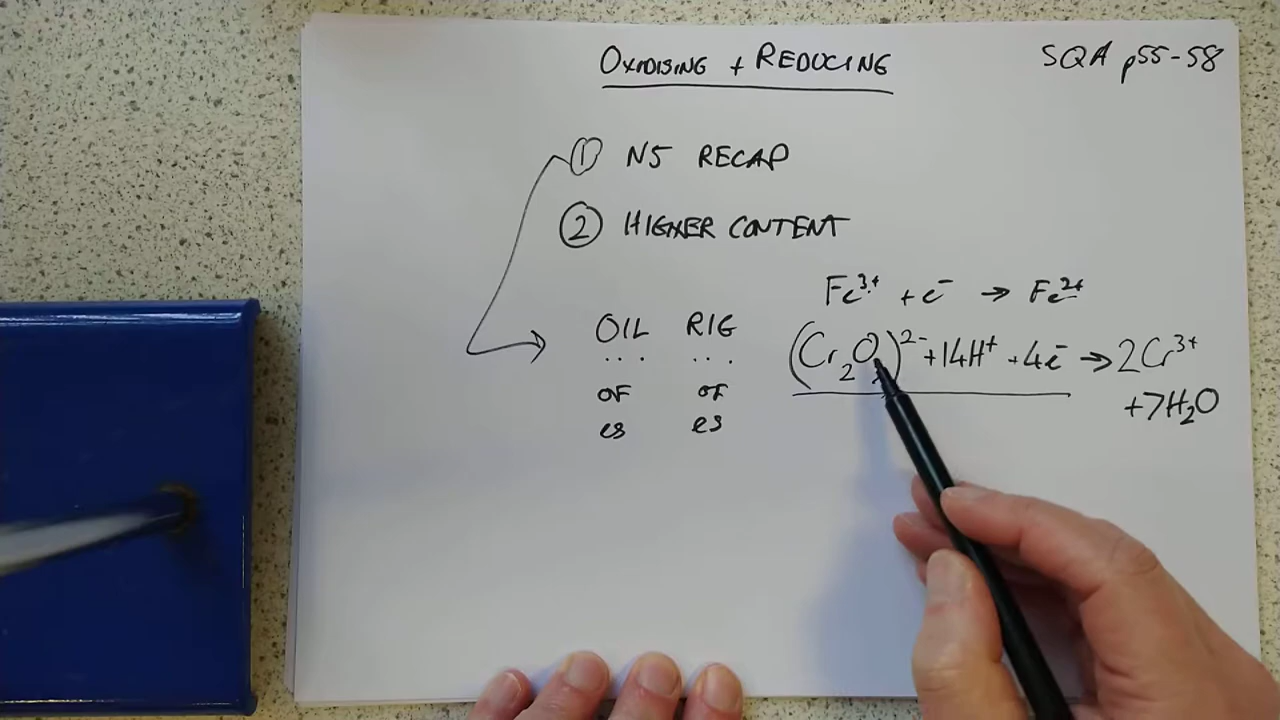 OXIDISING + REDUCING
SQA p55-58
① N5 RECAP
② HIGHER CONTENT
Fe³⁺ + e⁻ → Fe²⁺
OIL RIG
(Cr₂O )²⁻ + 14H⁺ + 4e⁻ → 2Cr³⁺
+ 7H₂O
OF OF
es es